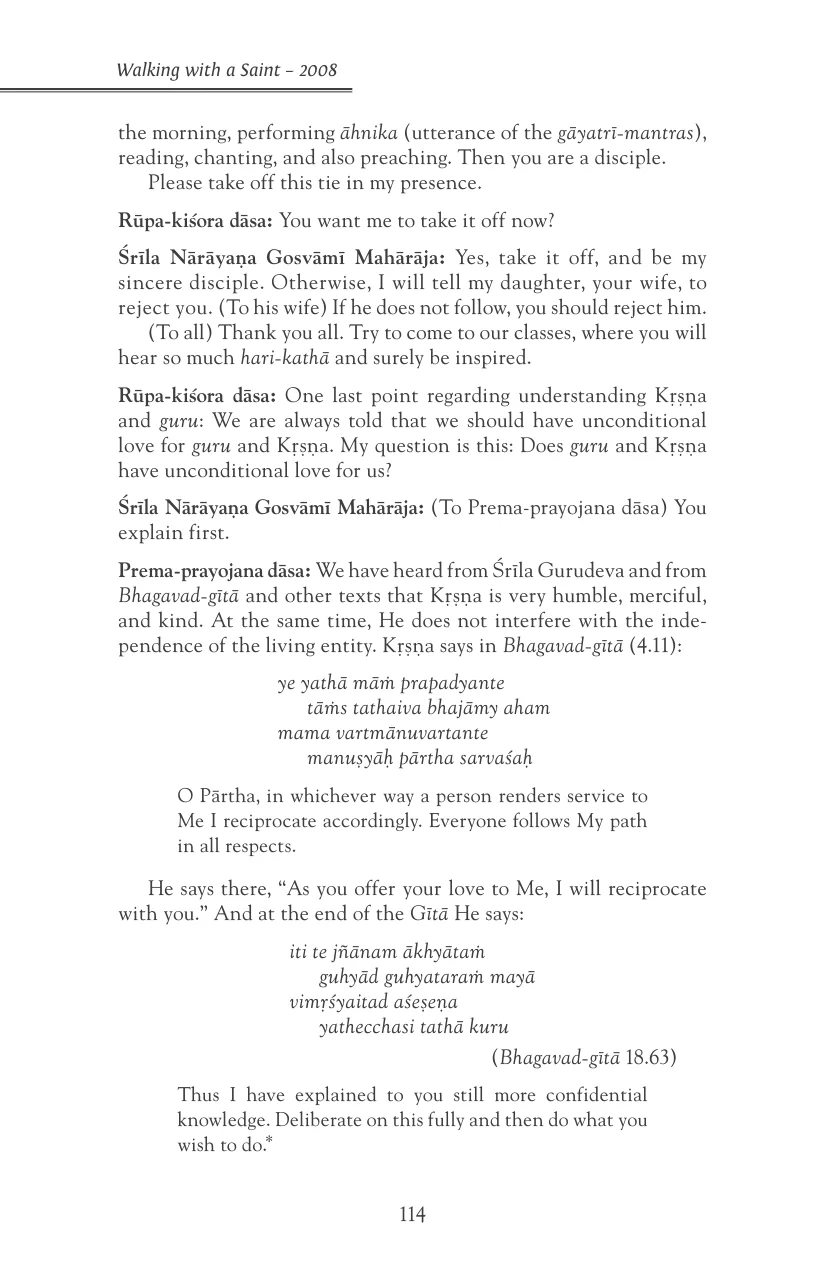 Walking with a Saint – 2008
the morning, performing āhnika (utterance of the gāyatrī-mantras),
reading, chanting, and also preaching. Then you are a disciple.
Please take off this tie in my presence.
Rūpa-kiśora dāsa: You want me to take it off now?
Śrīla Nārāyaṇa Gosvāmī Mahārāja: Yes, take it off, and be my
sincere disciple. Otherwise, I will tell my daughter, your wife, to
reject you. (To his wife) If he does not follow, you should reject him.
(To all) Thank you all. Try to come to our classes, where you will
hear so much hari-kathā and surely be inspired.
Rūpa-kiśora dāsa: One last point regarding understanding Kṛṣṇa
and guru: We are always told that we should have unconditional
love for guru and Kṛṣṇa. My question is this: Does guru and Kṛṣṇa
have unconditional love for us?
Śrīla Nārāyaṇa Gosvāmī Mahārāja: (To Prema-prayojana dāsa) You
explain first.
Prema-prayojana dāsa: We have heard from Śrīla Gurudeva and from
Bhagavad-gītā and other texts that Kṛṣṇa is very humble, merciful,
and kind. At the same time, He does not interfere with the inde-
pendence of the living entity. Kṛṣṇa says in Bhagavad-gītā (4.11):
ye yathā māṁ prapadyante
tāṁs tathaiva bhajāmy aham
mama vartmānuvartante
manuṣyāḥ pārtha sarvaśaḥ
O Pārtha, in whichever way a person renders service to
Me I reciprocate accordingly. Everyone follows My path
in all respects.
He says there, “As you offer your love to Me, I will reciprocate
with you.” And at the end of the Gītā He says:
iti te jñānam ākhyātaṁ
guhyād guhyataraṁ mayā
vimṛśyaitad aśeṣeṇa
yathecchasi tathā kuru
(Bhagavad-gītā 18.63)
Thus I have explained to you still more confidential
knowledge. Deliberate on this fully and then do what you
wish to do.*
114